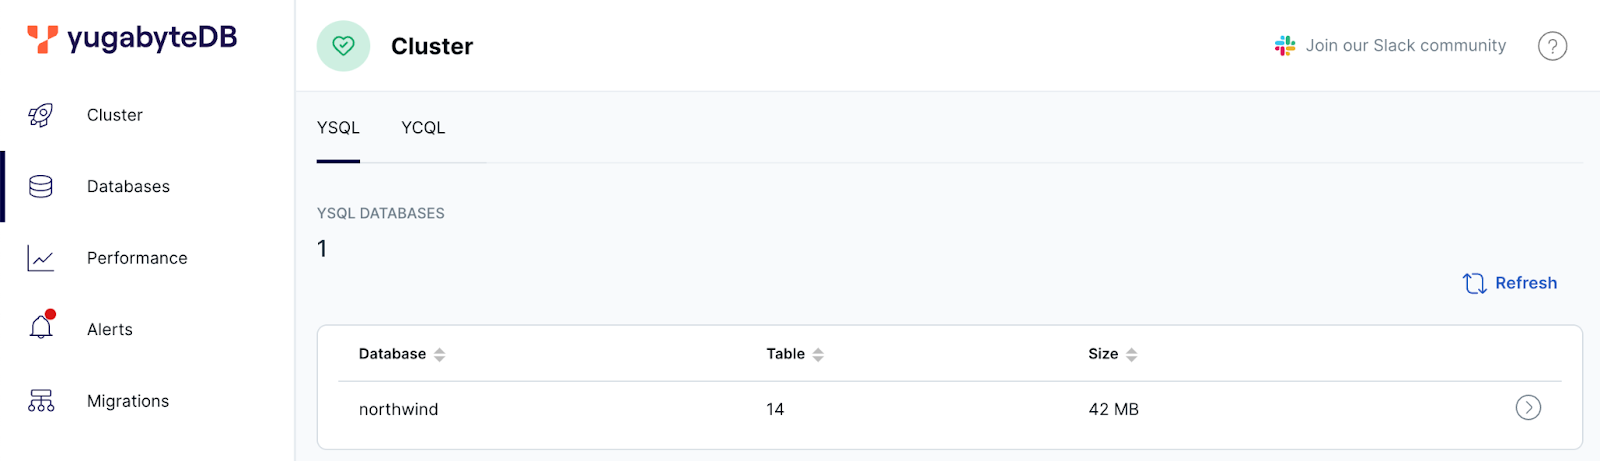 yugabyteDB
Cluster
Join our Slack community
?
Cluster
Databases
Performance
Alerts
Migrations
YSQL YCQL
YSQL DATABASES
1
Refresh
Database Table Size
northwind 14 42 MB